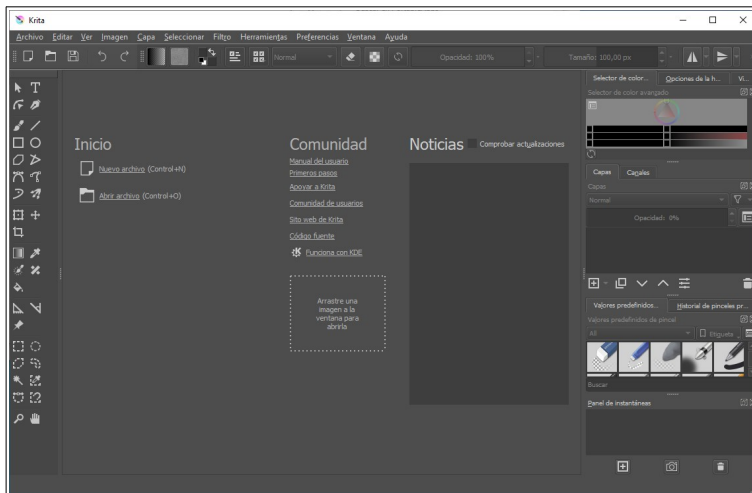 Krita
Archivo Editar Ver Imagen Capa Seleccionar Filtro Herramientas Preferencias Ventana Ayuda
Normal Opacidad: 100% Tamaño: 100,00 px
Selector de color... Opciones de la h... Vi...
Selector de color avanzado
Inicio
Nuevo archivo (Control+N)
Abrir archivo (Control+O)
Comunidad
Manual del usuario
Primeros pasos
Apoyar a Krita
Comunidad de usuarios
Sito web de Krita
Código fuente
Funciona con KDE
Arrastre una
imagen a la
ventana para
abrirla
Noticias Comprobar actualizaciones
Capas Canales
Capas
Normal
Opacidad: 0%
Valores predefinidos... Historial de pinceles pr...
Valores predefinidos de pincel
All Etiqueta
Buscar
Panel de instantáneas